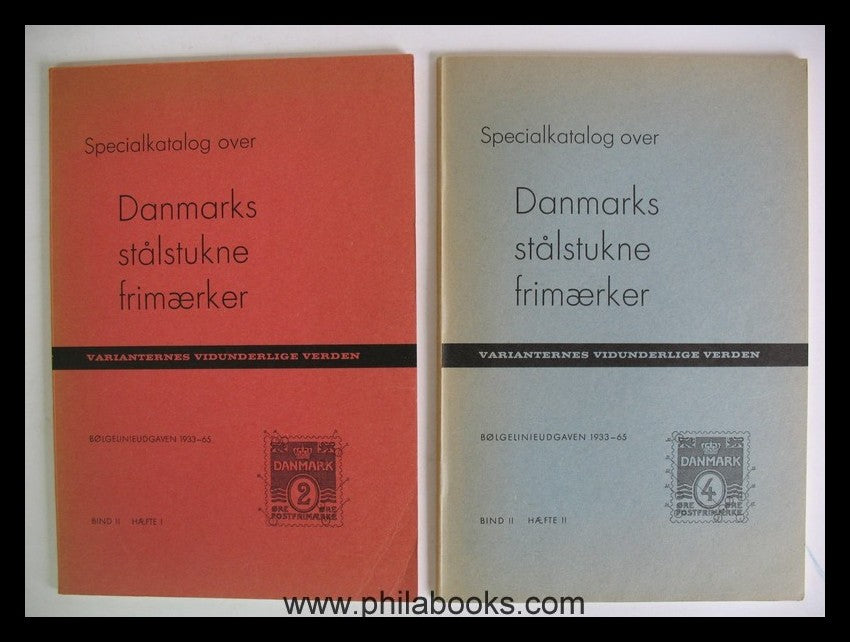 Specialkatalog over
Danmarks
stålstukne
frimærker
VARIANTERNES VIDUNDERLIGE VERDEN
BØLGELINIEUDGAVEN 1933–65
DANMARK
2
ØRE ØRE
POSTFRIMÆRKE
BIND II HÆFTE I
Specialkatalog over
Danmarks
stålstukne
frimærker
VARIANTERNES VIDUNDERLIGE VERDEN
BØLGELINIEUDGAVEN 1933–65
DANMARK
4
ØRE ØRE
POSTFRIMÆRKE
BIND II HÆFTE II
www.philabooks.com